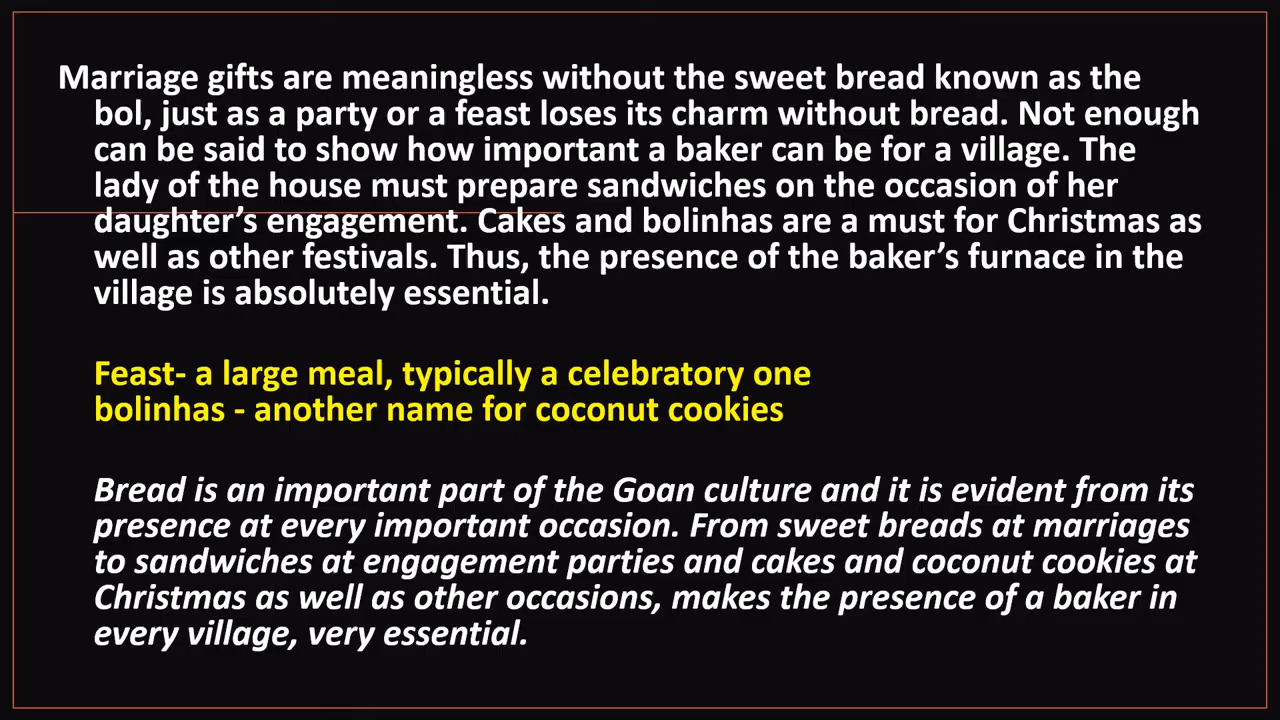 Marriage gifts are meaningless without the sweet bread known as the
bol, just as a party or a feast loses its charm without bread. Not enough
can be said to show how important a baker can be for a village. The
lady of the house must prepare sandwiches on the occasion of her
daughter’s engagement. Cakes and bolinhas are a must for Christmas as
well as other festivals. Thus, the presence of the baker’s furnace in the
village is absolutely essential.
Feast- a large meal, typically a celebratory one
bolinhas - another name for coconut cookies
Bread is an important part of the Goan culture and it is evident from its
presence at every important occasion. From sweet breads at marriages
to sandwiches at engagement parties and cakes and coconut cookies at
Christmas as well as other occasions, makes the presence of a baker in
every village, very essential.